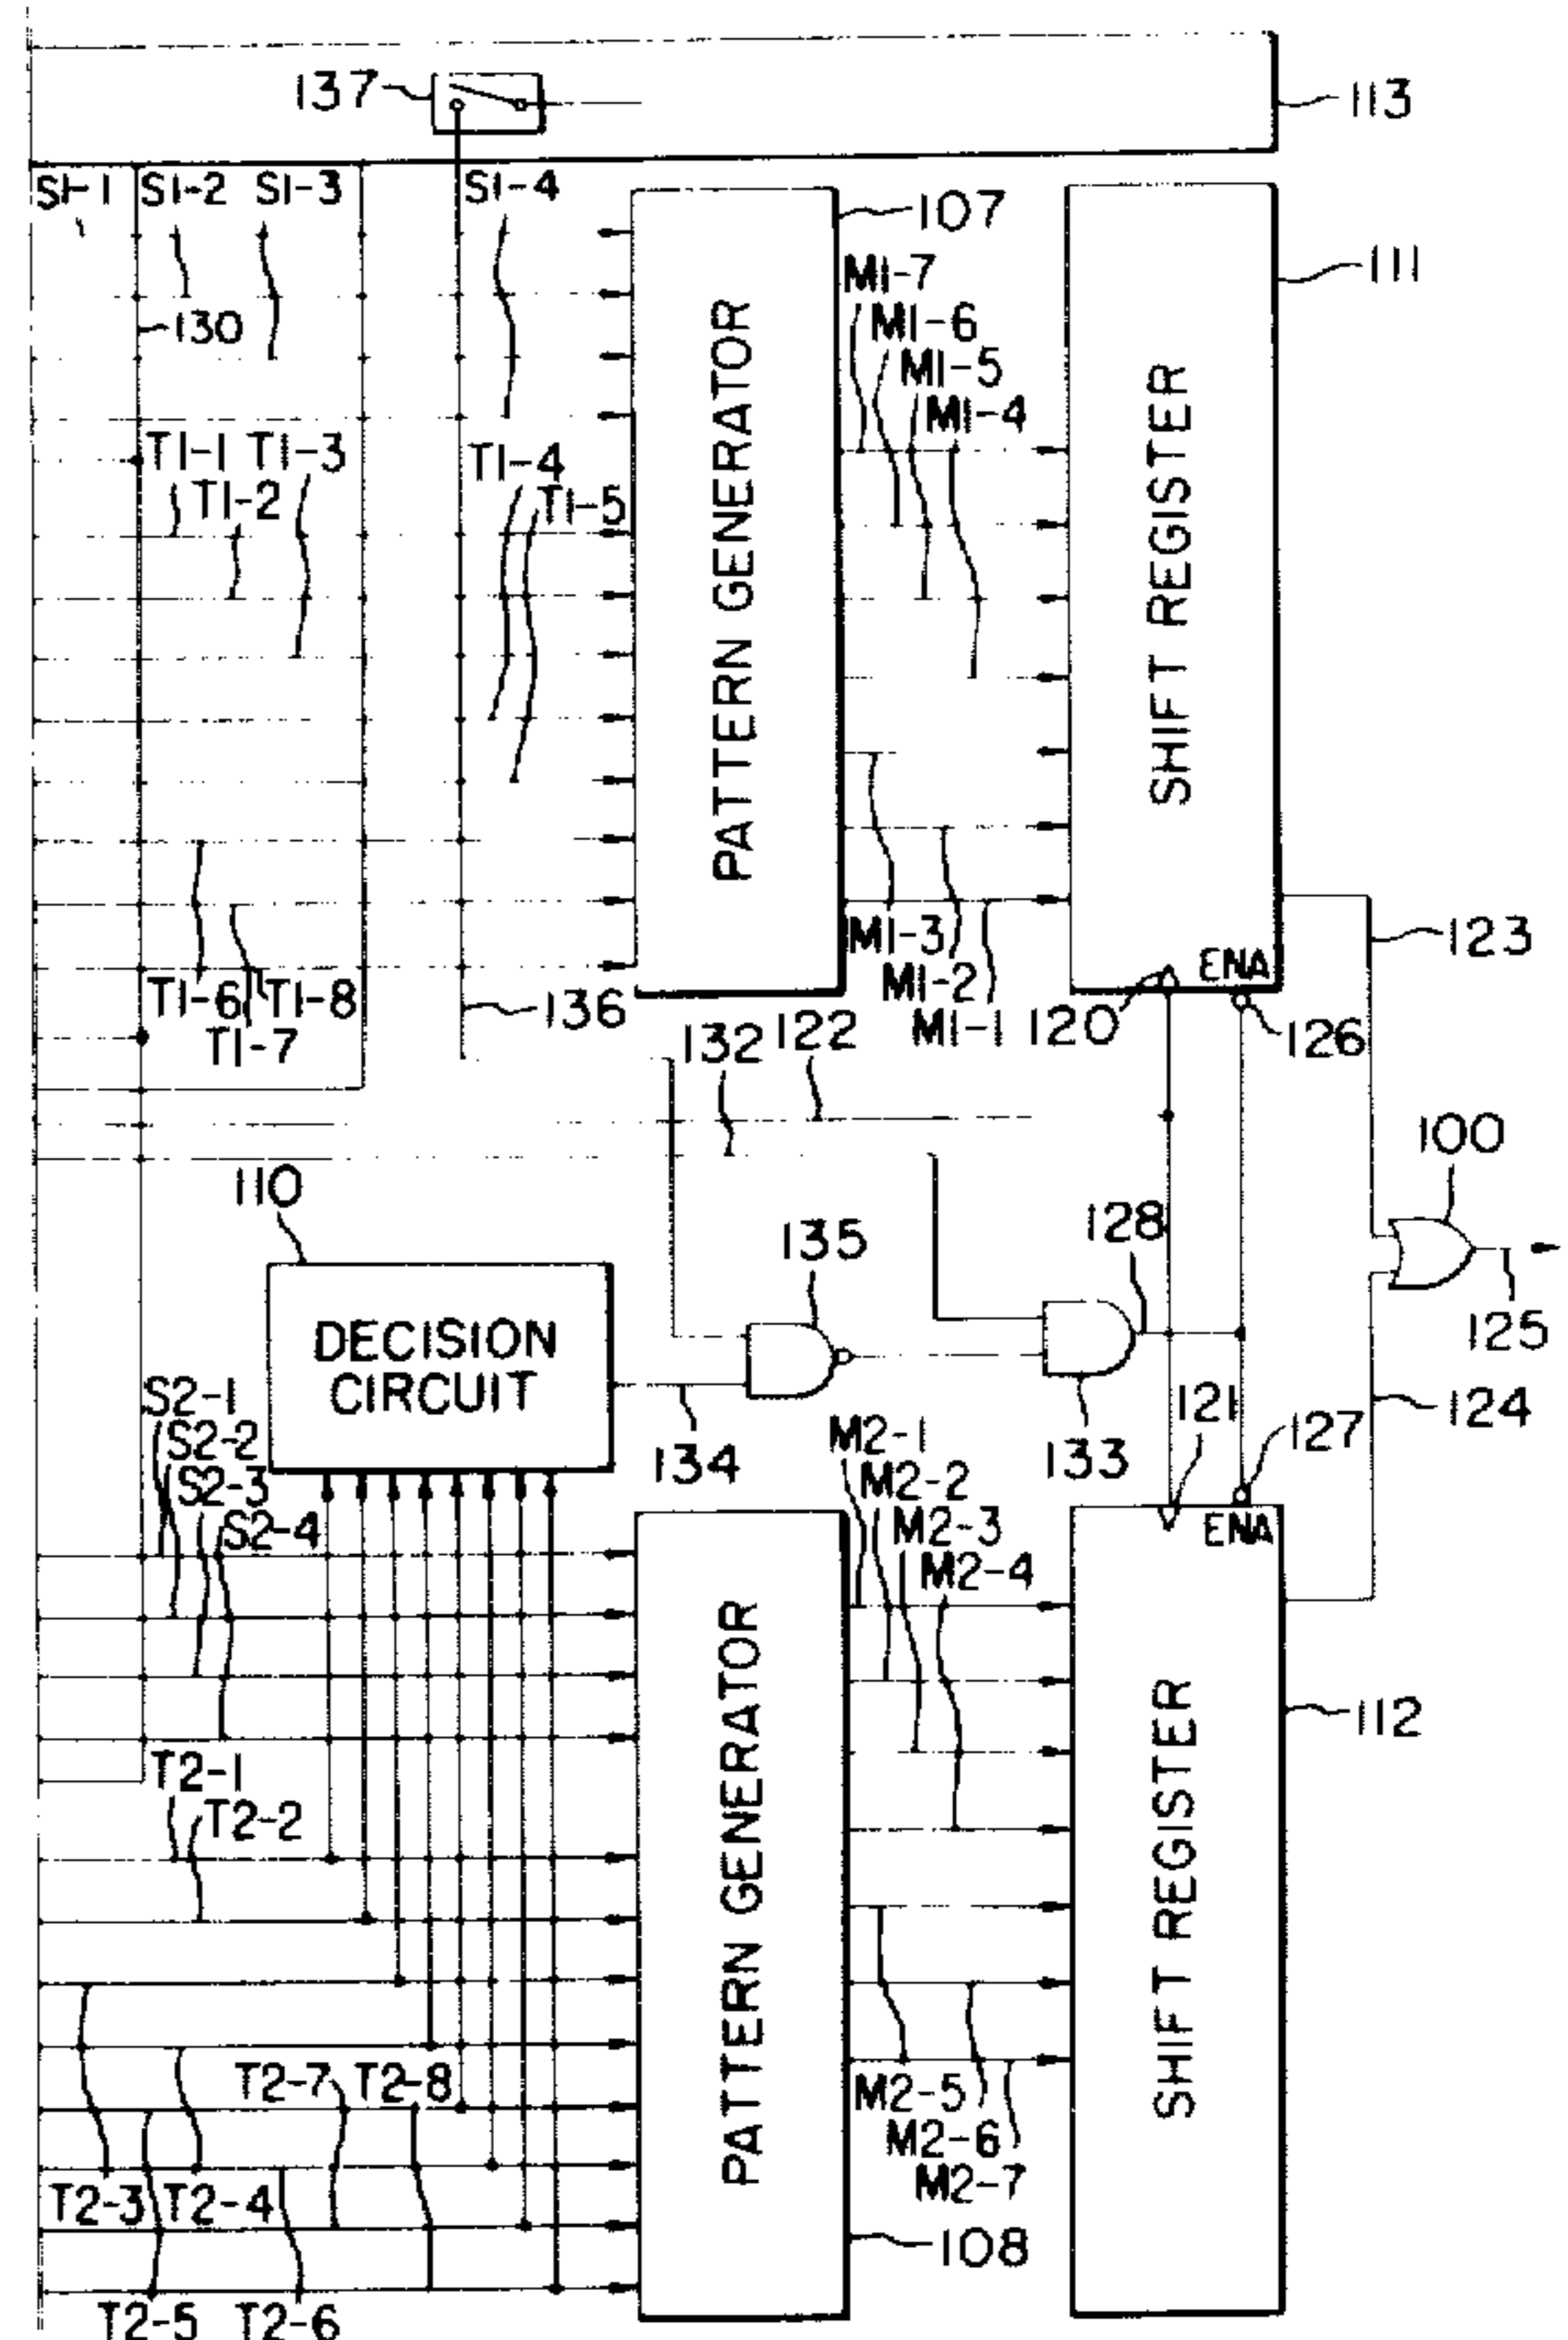 137
113
S1-1 S1-2 S1-3 S1-4
107
111
M1-7
M1-6
M1-5
M1-4
130
PATTERN GENERATOR
SHIFT REGISTER
T1-1 T1-3
T1-2
T1-4
T1-5
M1-3
M1-2
M1-1
123
ENA
T1-6 T1-8
T1-7
136
120
126
132 122
100
110
128
135
DECISION
CIRCUIT
125
134
133
121
127
124
S2-1
S2-2
S2-3
S2-4
M2-1
M2-2
M2-3
M2-4
ENA
PATTERN GENERATOR
SHIFT REGISTER
112
T2-1
T2-2
T2-7 T2-8
M2-5
M2-6
M2-7
T2-3 T2-4
108
T2-5 T2-6